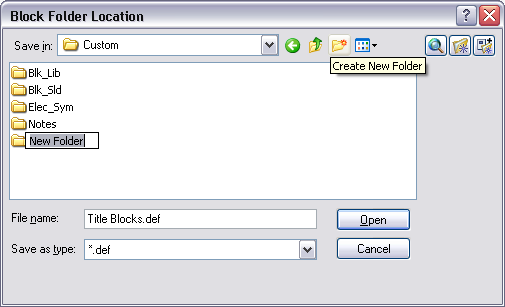 Block Folder Location
Save in: Custom
Create New Folder
Blk_Lib
Blk_Sld
Elec_Sym
Notes
New Folder
File name: Title Blocks.def Open
Save as type: *.def Cancel